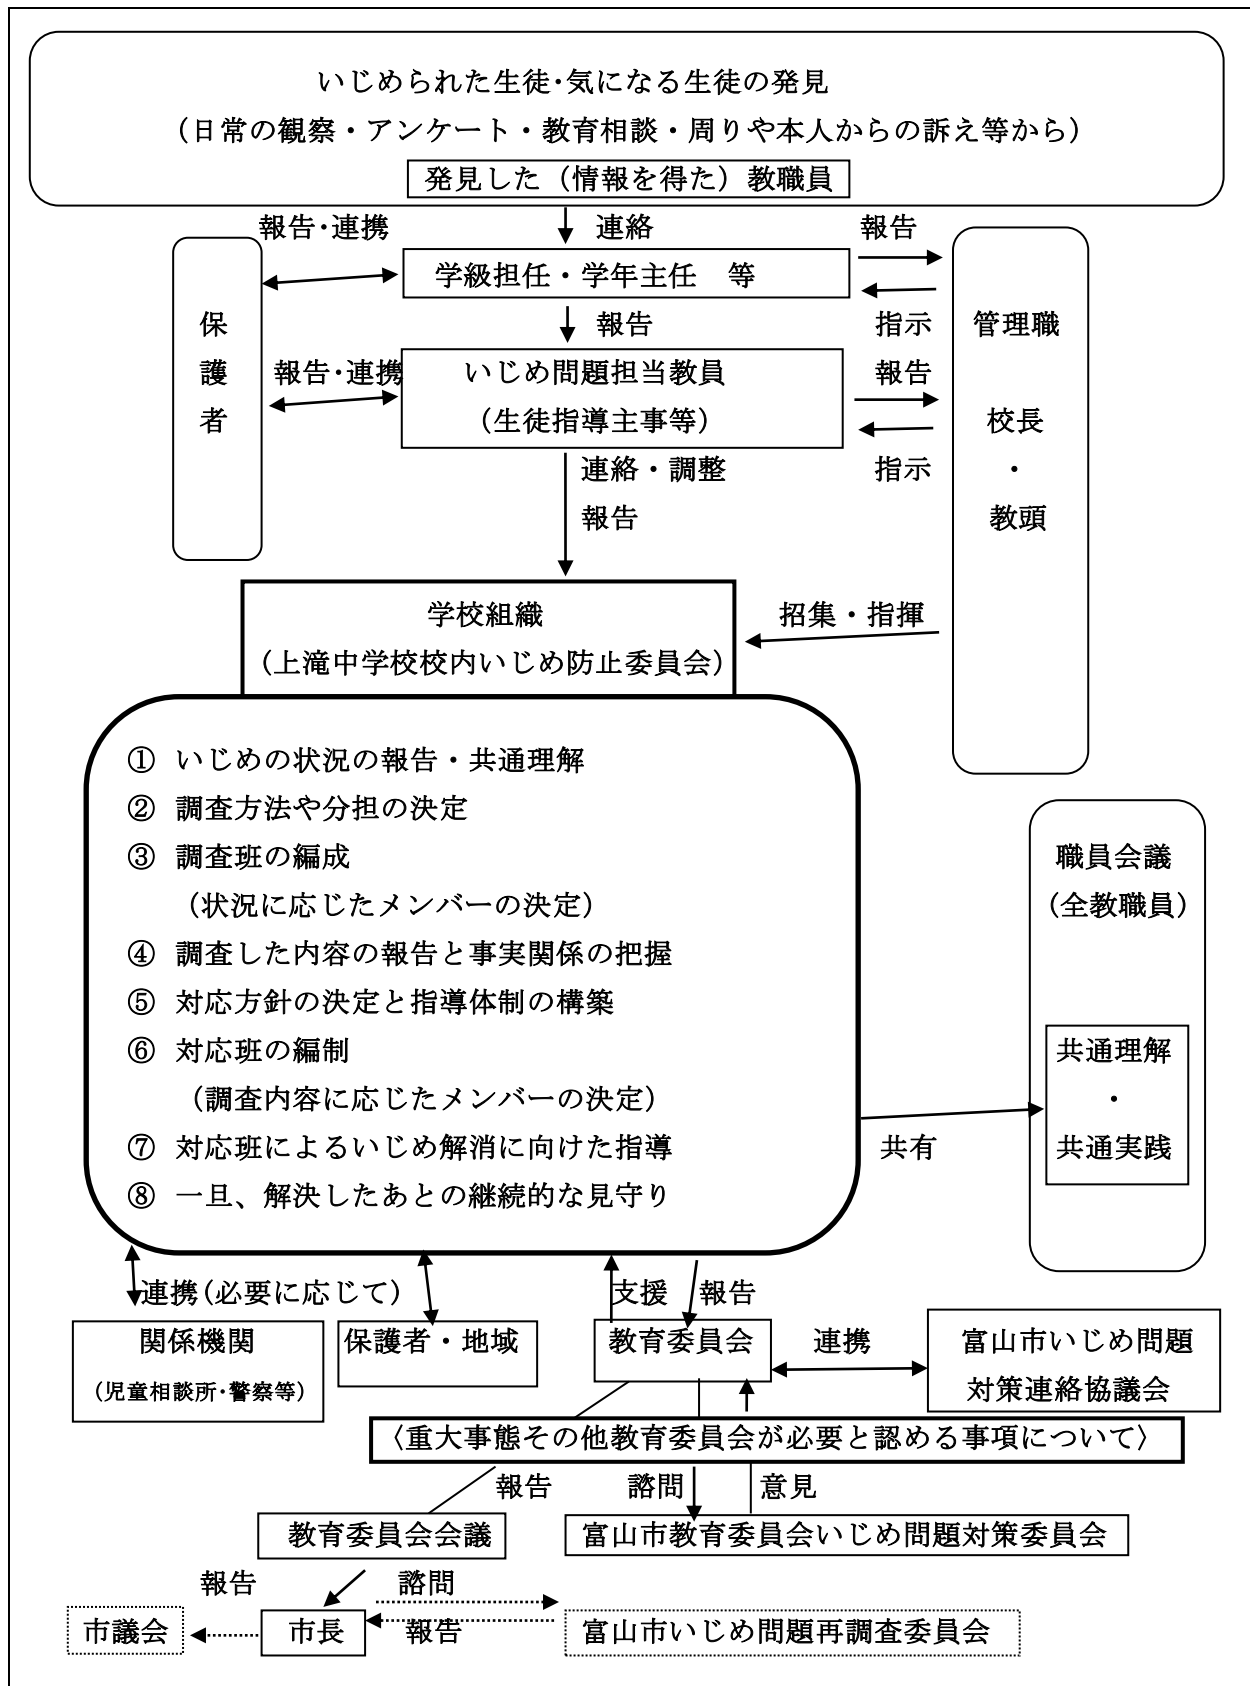 いじめられた生徒･気になる生徒の発見
（日常の観察・アンケート・教育相談・周りや本人からの訴え等から）
発見した（情報を得た）教職員
報告･連携
連絡
報告
学級担任・学年主任　等
保
護
者
報告
指示
管理職
報告･連携
いじめ問題担当教員
報告
（生徒指導主事等）
校長
連絡・調整
指示
・
報告
教頭
学校組織
招集・指揮
（上滝中学校校内いじめ防止委員会）
① いじめの状況の報告・共通理解
② 調査方法や分担の決定
③ 調査班の編成
（状況に応じたメンバーの決定）
④ 調査した内容の報告と事実関係の把握
⑤ 対応方針の決定と指導体制の構築
⑥ 対応班の編制
（調査内容に応じたメンバーの決定）
⑦ 対応班によるいじめ解消に向けた指導
⑧ 一旦、解決したあとの継続的な見守り
職員会議
（全教職員）
共通理解
・
共通実践
共有
連携(必要に応じて）
支援
報告
関係機関
（児童相談所･警察等）
保護者・地域
教育委員会
連携
富山市いじめ問題
対策連絡協議会
〈重大事態その他教育委員会が必要と認める事項について〉
報告
諮問
意見
教育委員会会議
富山市教育委員会いじめ問題対策委員会
報告
諮問
市議会
市長
報告
富山市いじめ問題再調査委員会